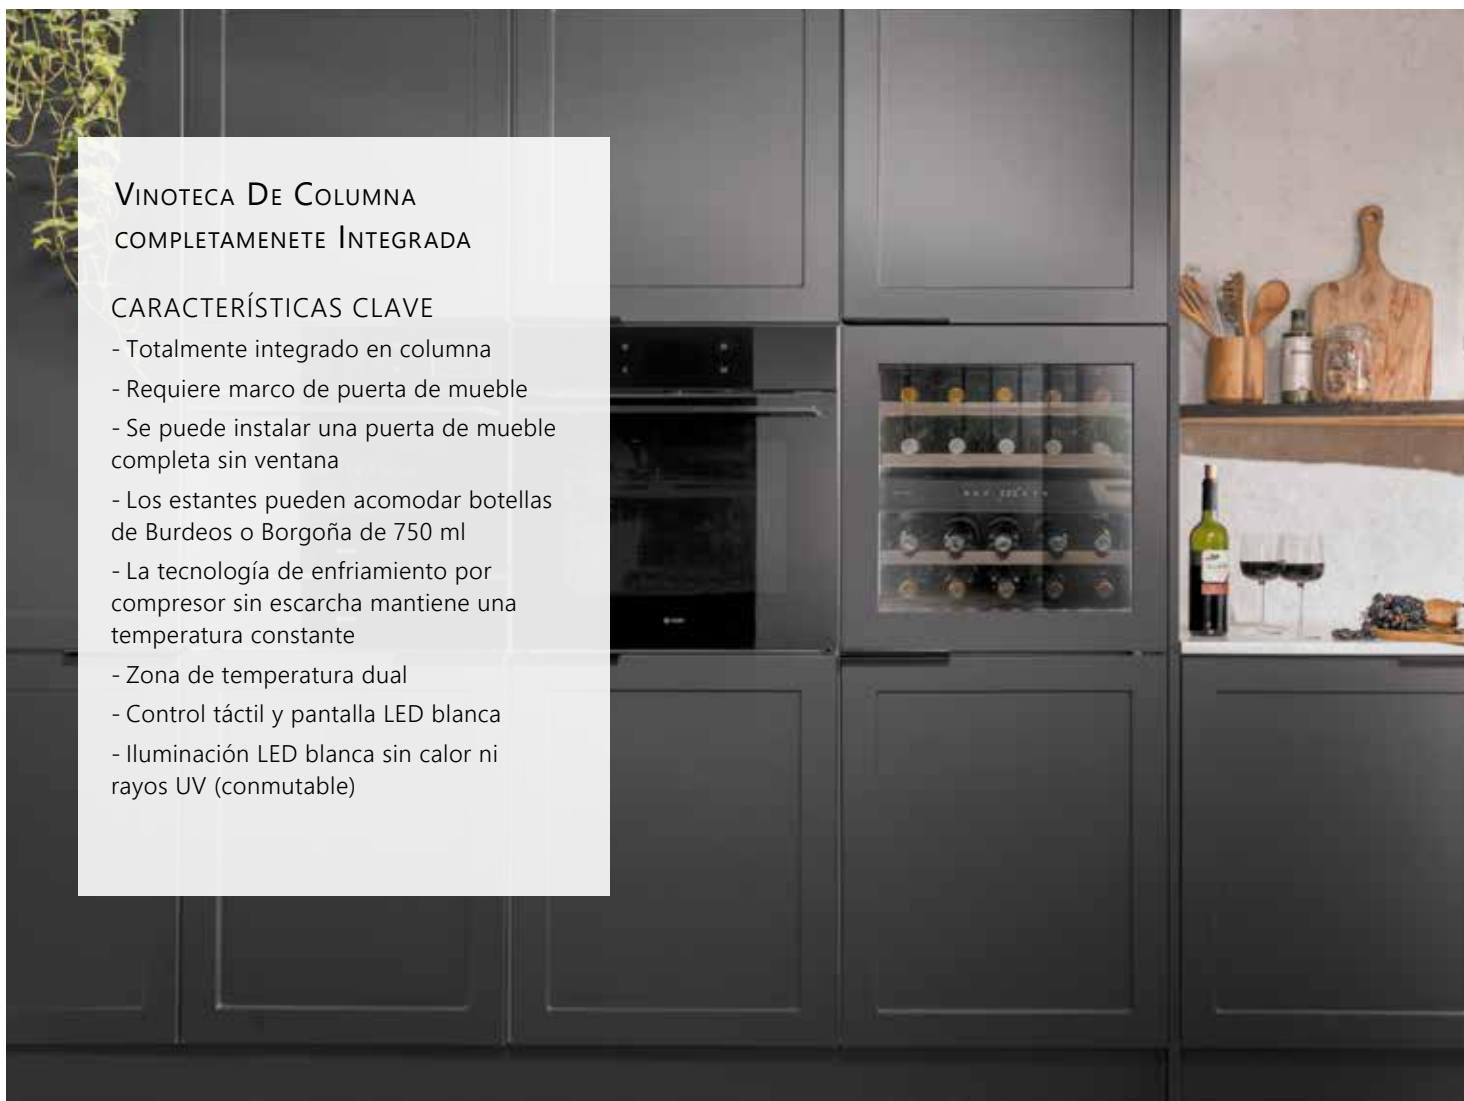 Vinoteca De Columna
completamenete Integrada
CARACTERÍSTICAS CLAVE
- Totalmente integrado en columna
- Requiere marco de puerta de mueble
- Se puede instalar una puerta de mueble
completa sin ventana
- Los estantes pueden acomodar botellas
de Burdeos o Borgoña de 750 ml
- La tecnología de enfriamiento por
compresor sin escarcha mantiene una
temperatura constante
- Zona de temperatura dual
- Control táctil y pantalla LED blanca
- Iluminación LED blanca sin calor ni
rayos UV (conmutable)